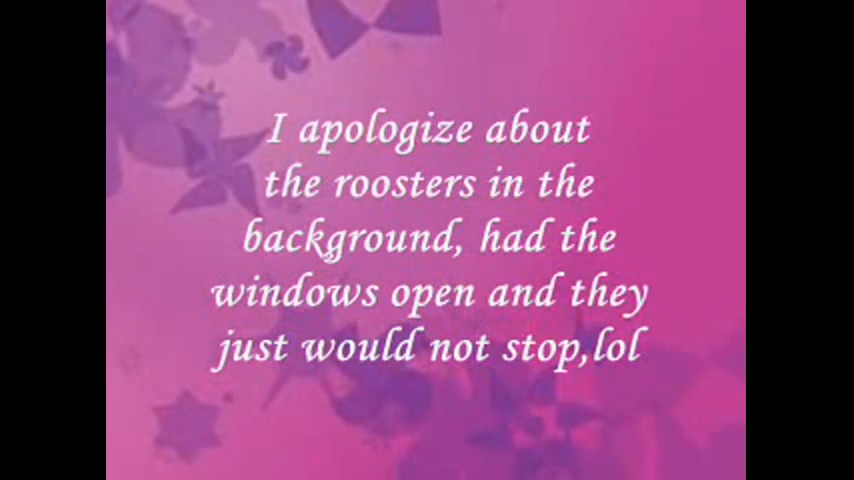 I apologize about
the roosters in the
background, had the
windows open and they
just would not stop,lol